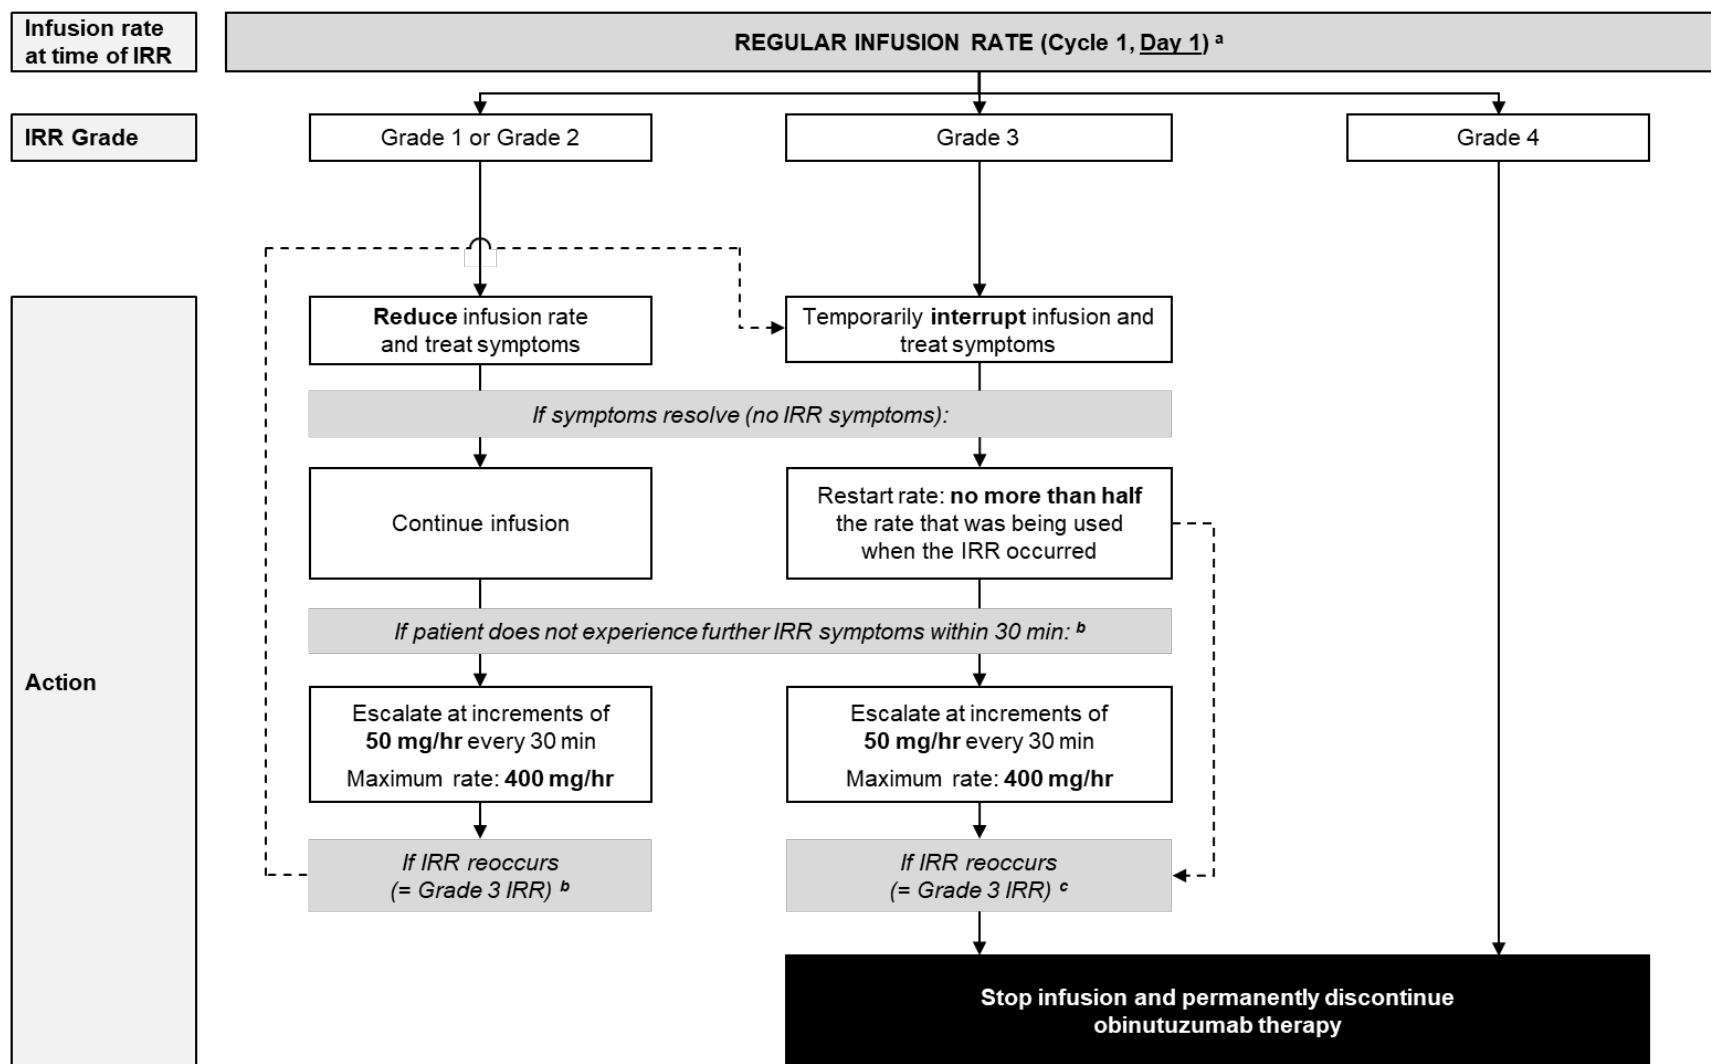 Infusion rate
at time of IRR
REGULAR INFUSION RATE (Cycle 1, Day 1) a
IRR Grade
Grade 1 or Grade 2
Grade 3
Grade 4
Action
Reduce infusion rate
and treat symptoms
Temporarily interrupt infusion and
treat symptoms
If symptoms resolve (no IRR symptoms):
Continue infusion
Restart rate: no more than half
the rate that was being used
when the IRR occurred
If patient does not experience further IRR symptoms within 30 min: b
Escalate at increments of
50 mg/hr every 30 min
Maximum rate: 400 mg/hr
Escalate at increments of
50 mg/hr every 30 min
Maximum rate: 400 mg/hr
If IRR reoccurs
(= Grade 3 IRR) b
If IRR reoccurs
(= Grade 3 IRR) c
Stop infusion and permanently discontinue
obinutuzumab therapy